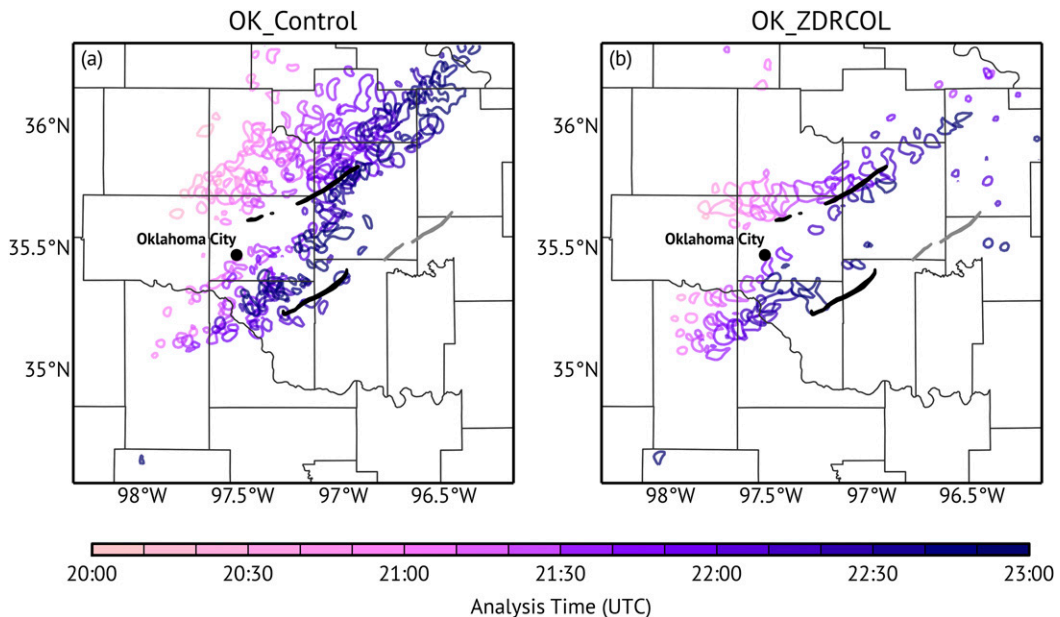 OK_Control
OK_ZDRCOL
(a)
(b)
36°N
36°N
Oklahoma City
Oklahoma City
35.5°N
35.5°N
35°N
35°N
98°W 97.5°W 97°W 96.5°W
98°W 97.5°W 97°W 96.5°W
20:00 20:30 21:00 21:30 22:00 22:30 23:00
Analysis Time (UTC)